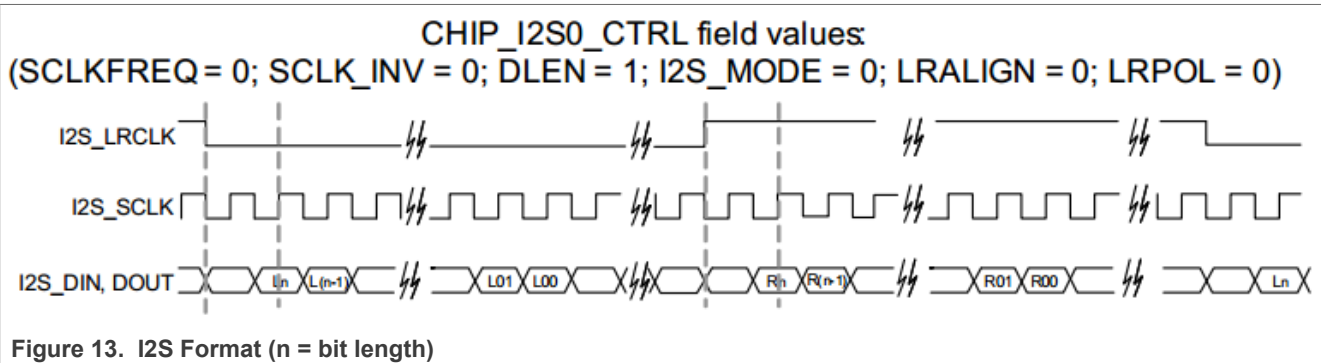 CHIP_I2S0_CTRL field values:
(SCLKFREQ = 0; SCLK_INV = 0; DLEN = 1; I2S_MODE = 0; LRALIGN = 0; LRPOL = 0)
I2S_LRCLK
I2S_SCLK
I2S_DIN, DOUT Ln L(n-1) L01 L00 Rn R(n-1) R01 R00 Ln
Figure 13. I2S Format (n = bit length)